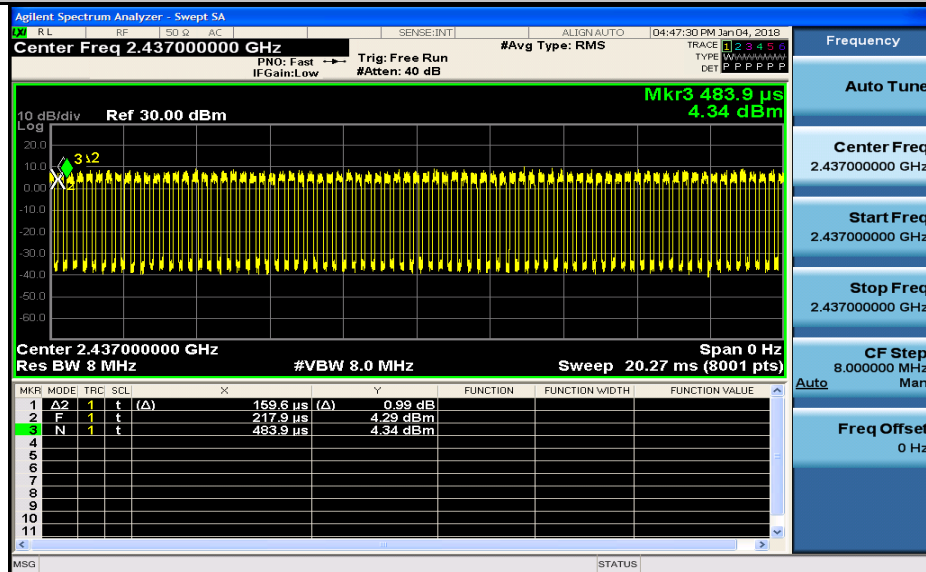 Agilent Spectrum Analyzer - Swept SA
LXI RL RF 50 Ω AC SENSE:INT ALIGN AUTO 04:47:30 PM Jan 04, 2018
Center Freq 2.437000000 GHz
PNO: Fast Trig: Free Run
IFGain:Low #Atten: 40 dB
#Avg Type: RMS
TRACE 1 2 3 4 5 6
TYPE W W W W W W
DET P P P P P P
Mkr3 483.9 µs
4.34 dBm
10 dB/div Ref 30.00 dBm
Log
20.0
10.0
0.00
-10.0
-20.0
-30.0
-40.0
-50.0
-60.0
3 Δ2
2
Center 2.437000000 GHz Span 0 Hz
Res BW 8 MHz #VBW 8.0 MHz Sweep 20.27 ms (8001 pts)
MKR MODE TRC SCL X Y FUNCTION FUNCTION WIDTH FUNCTION VALUE
1 Δ2 1 t (Δ) 159.6 µs (Δ) 0.99 dB
2 F 1 t 217.9 µs 4.29 dBm
3 N 1 t 483.9 µs 4.34 dBm
4
5
6
7
8
9
10
11
MSG STATUS
Frequency
Auto Tune
Center Freq
2.437000000 GHz
Start Freq
2.437000000 GHz
Stop Freq
2.437000000 GHz
CF Step
8.000000 MHz
Auto Man
Freq Offset
0 Hz